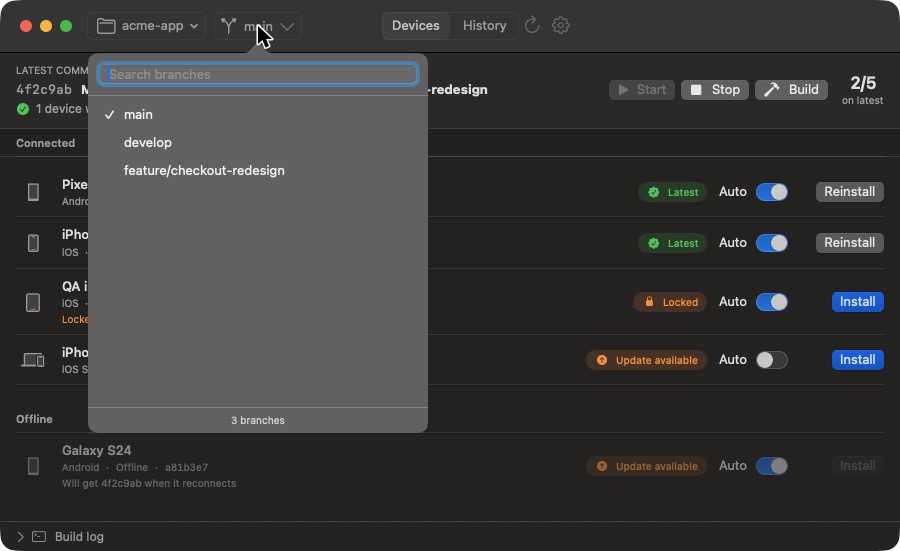 acme-app
main
Devices
History
Search branches
main
develop
feature/checkout-redesign
3 branches
LATEST COMM
4f2c9ab M
-redesign
1 device w
Start
Stop
Build
2/5
on latest
Connected
Pixe
Andro
Latest
Auto
Reinstall
iPho
iOS ·
Latest
Auto
Reinstall
QA i
iOS ·
Locke
Locked
Auto
Install
iPho
iOS S
Update available
Auto
Install
Offline
Galaxy S24
Android · Offline · a81b3e7
Will get 4f2c9ab when it reconnects
Update available
Auto
Install
Build log